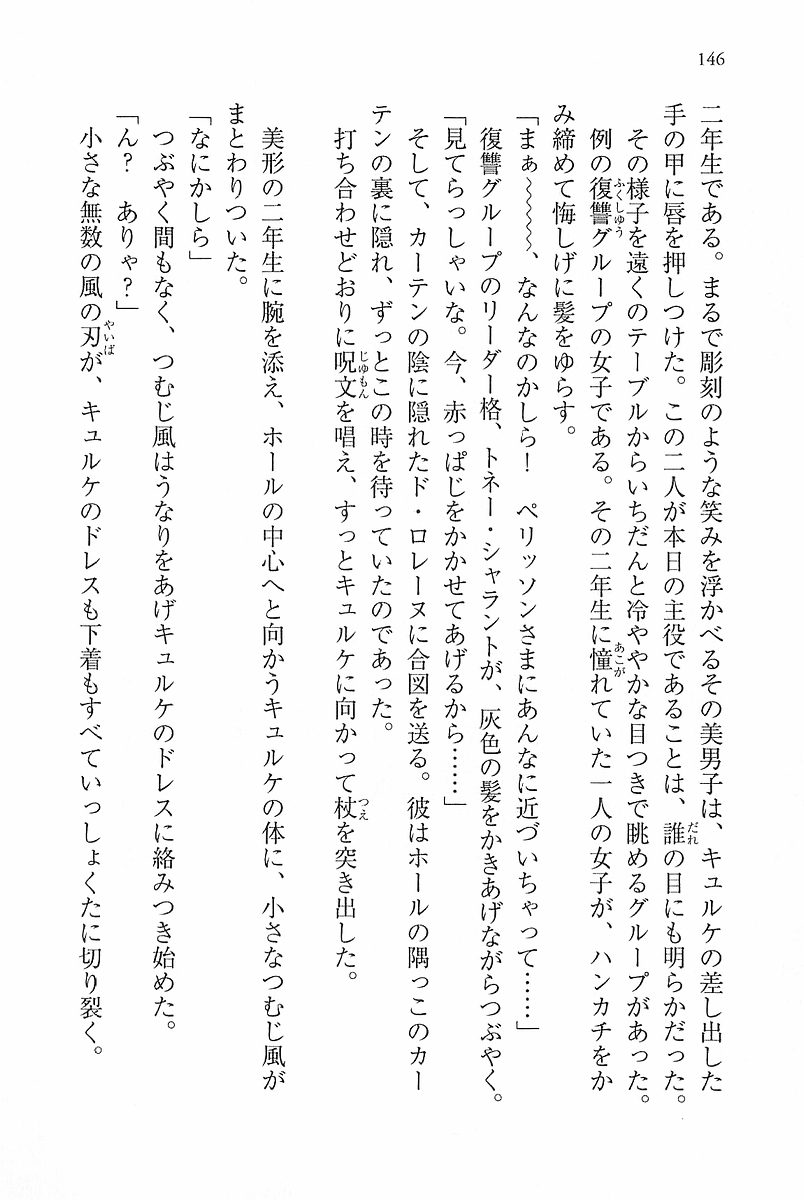 146
二年生である。まるで彫刻のような笑みを浮かべるその美男子は、キュルケの差し出した
手の甲に唇を押しつけた。この二人が本日の主役であることは、誰の目にも明らかだった。
その様子を遠くのテーブルからいちだんと冷ややかな目つきで眺めるグループがあった。
例の復讐グループの女子である。その二年生に憧れていた一人の女子が、ハンカチをか
み締めて悔しげに髪をゆらす。
「まぁ〜〜〜〜、なんなのかしら！　ペリッソンさまにあんなに近づいちゃって……」
復讐グループのリーダー格、トネー・シャラントが、灰色の髪をかきあげながらつぶやく。
「見てらっしゃいな。今、赤っぱじをかかせてあげるから……」
そして、カーテンの陰に隠れたド・ロレーヌに合図を送る。彼はホールの隅っこのカー
テンの裏に隠れ、ずっとこの時を待っていたのであった。
打ち合わせどおりに呪文を唱え、すっとキュルケに向かって杖を突き出した。
美形の二年生に腕を添え、ホールの中心へと向かうキュルケの体に、小さなつむじ風が
まとわりついた。
「なにかしら」
つぶやく間もなく、つむじ風はうなりをあげキュルケのドレスに絡みつき始めた。
「ん？　ありゃ？」
小さな無数の風の刃が、キュルケのドレスも下着もすべていっしょくたに切り裂く。